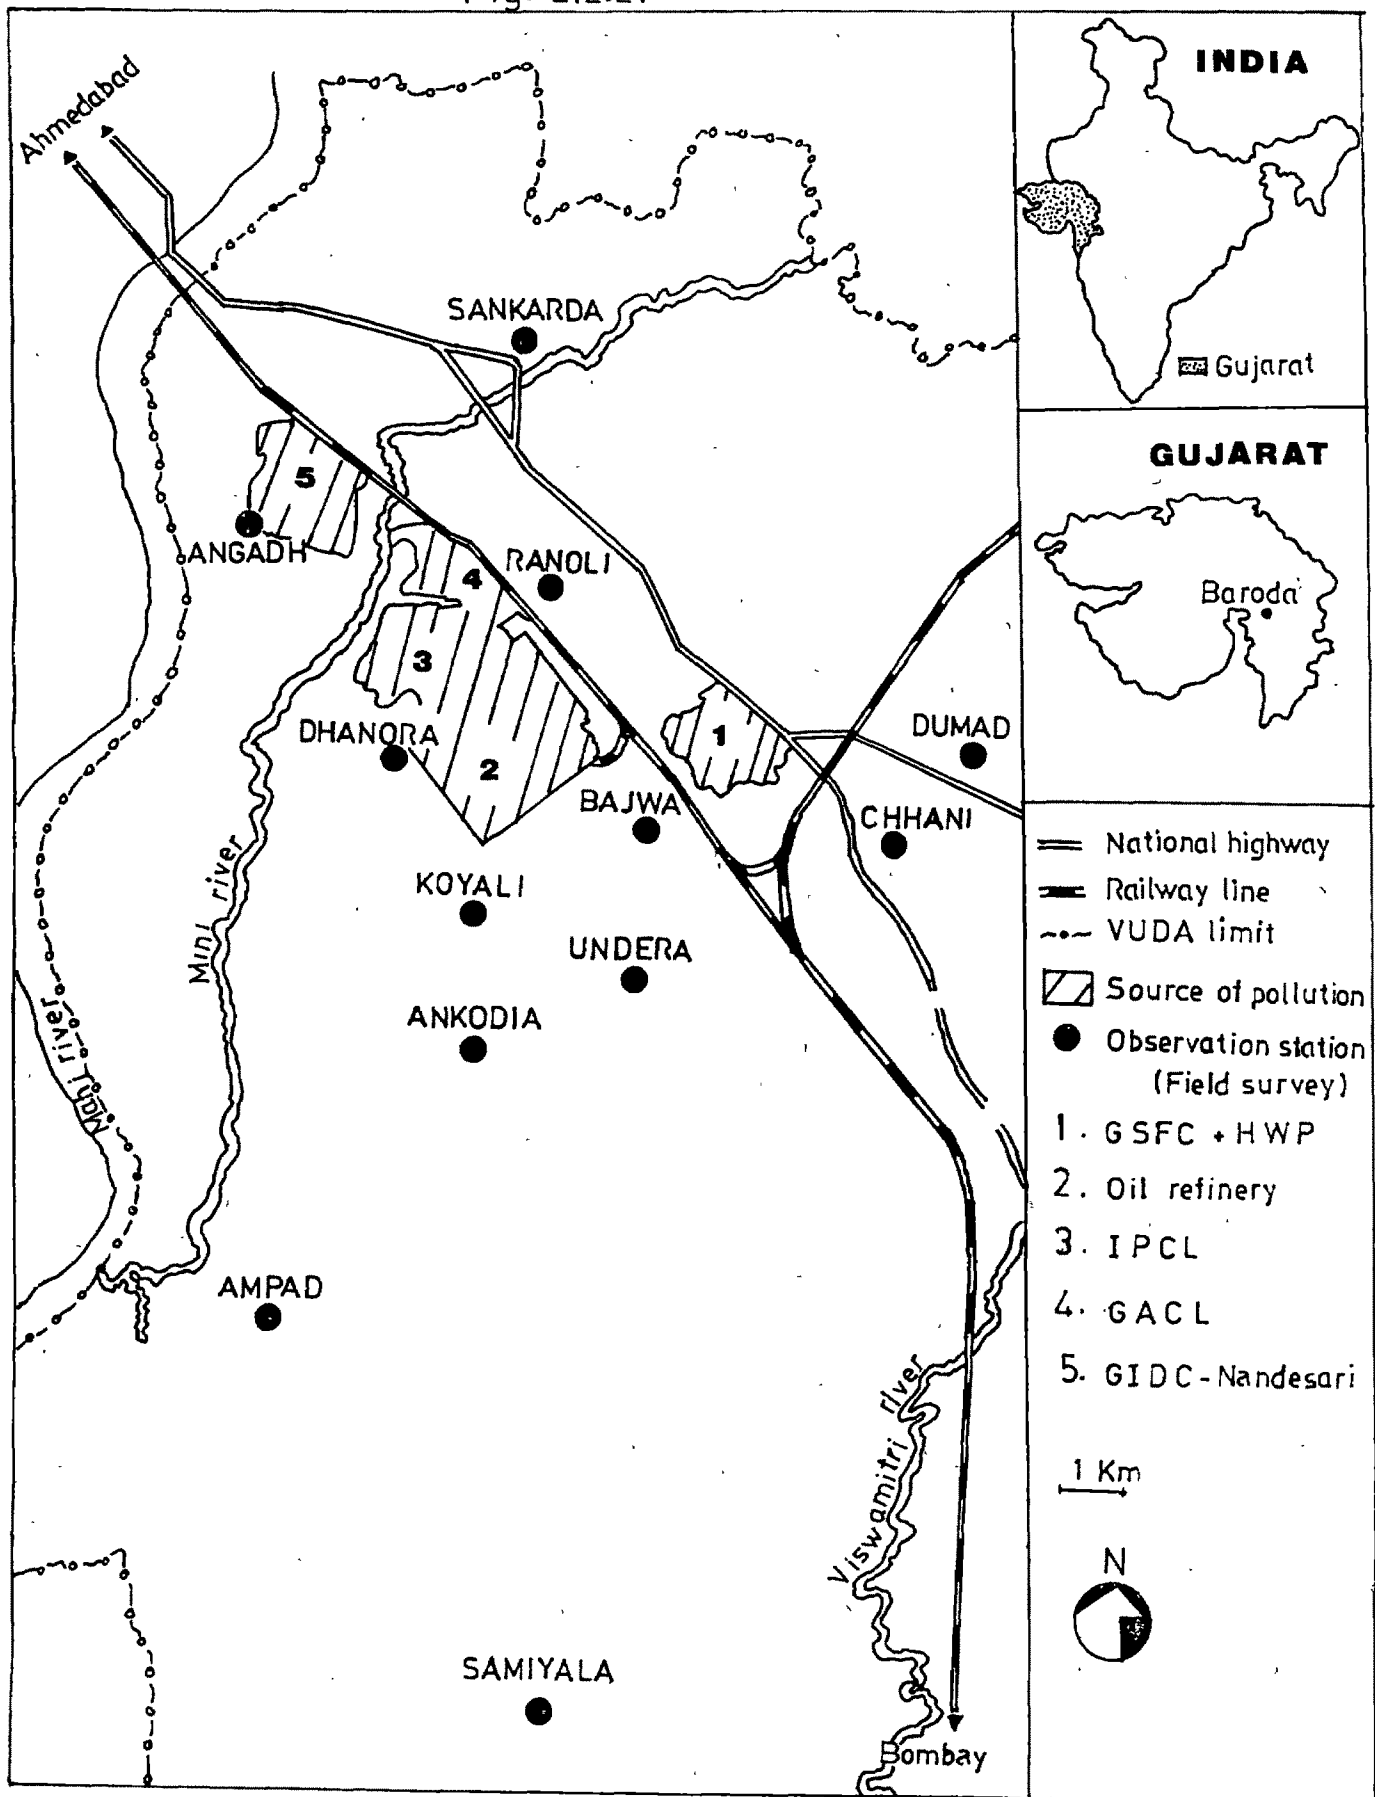 Ahmedabad
SANKARDA
5
ANGADH
RANOLI
4
3
DHANORA
2
1
DUMAD
BAJWA
CHHANI
KOYALI
UNDERA
ANKODIA
Mini river
Mahi river
AMPAD
Viswamitri river
SAMIYALA
Bombay
INDIA
Gujarat
GUJARAT
Baroda
National highway
Railway line
VUDA limit
Source of pollution
Observation station
(Field survey)
1. GSFC + HWP
2. Oil refinery
3. IPCL
4. GACL
5. GIDC-Nandesari
1 Km
N